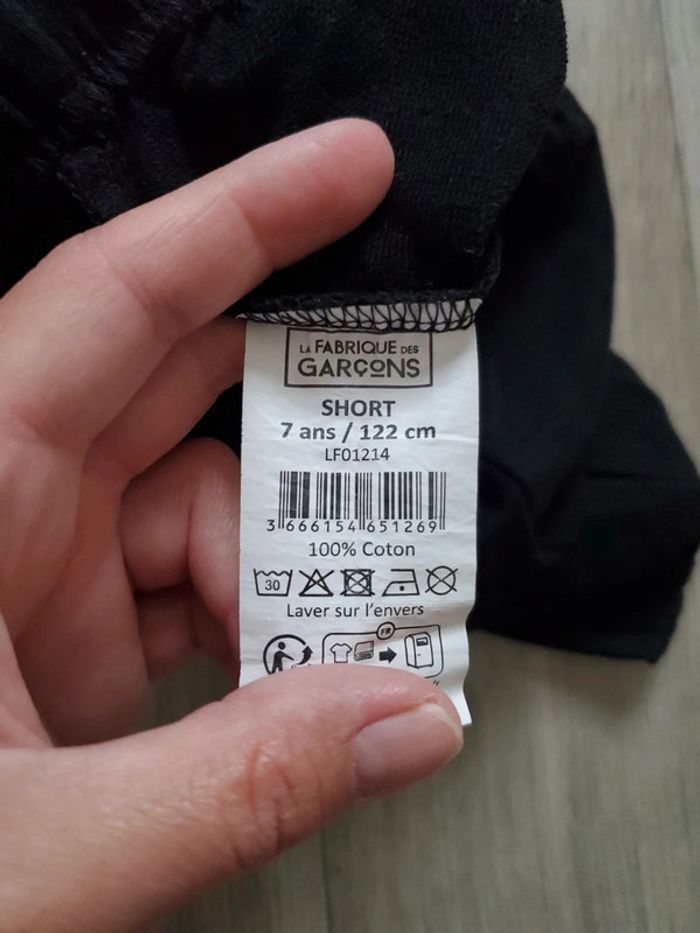 LA FABRIQUE DES
GARÇONS
SHORT
7 ans / 122 cm
LF01214
3 666154 651269
100% Coton
30
Laver sur l'envers
FR